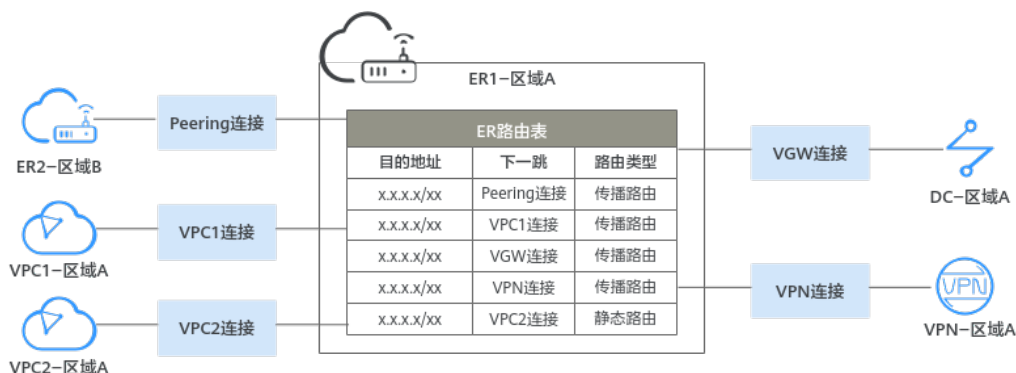 ER1-区域A
Peering连接
ER2-区域B
VPC1连接
VPC1-区域A
VPC2连接
VPC2-区域A
ER路由表
目的地址 下一跳 路由类型
x.x.x.x/xx Peering连接 传播路由
x.x.x.x/xx VPC1连接 传播路由
x.x.x.x/xx VGW连接 传播路由
x.x.x.x/xx VPN连接 传播路由
x.x.x.x/xx VPC2连接 静态路由
VGW连接
DC-区域A
VPN连接
VPN
VPN-区域A